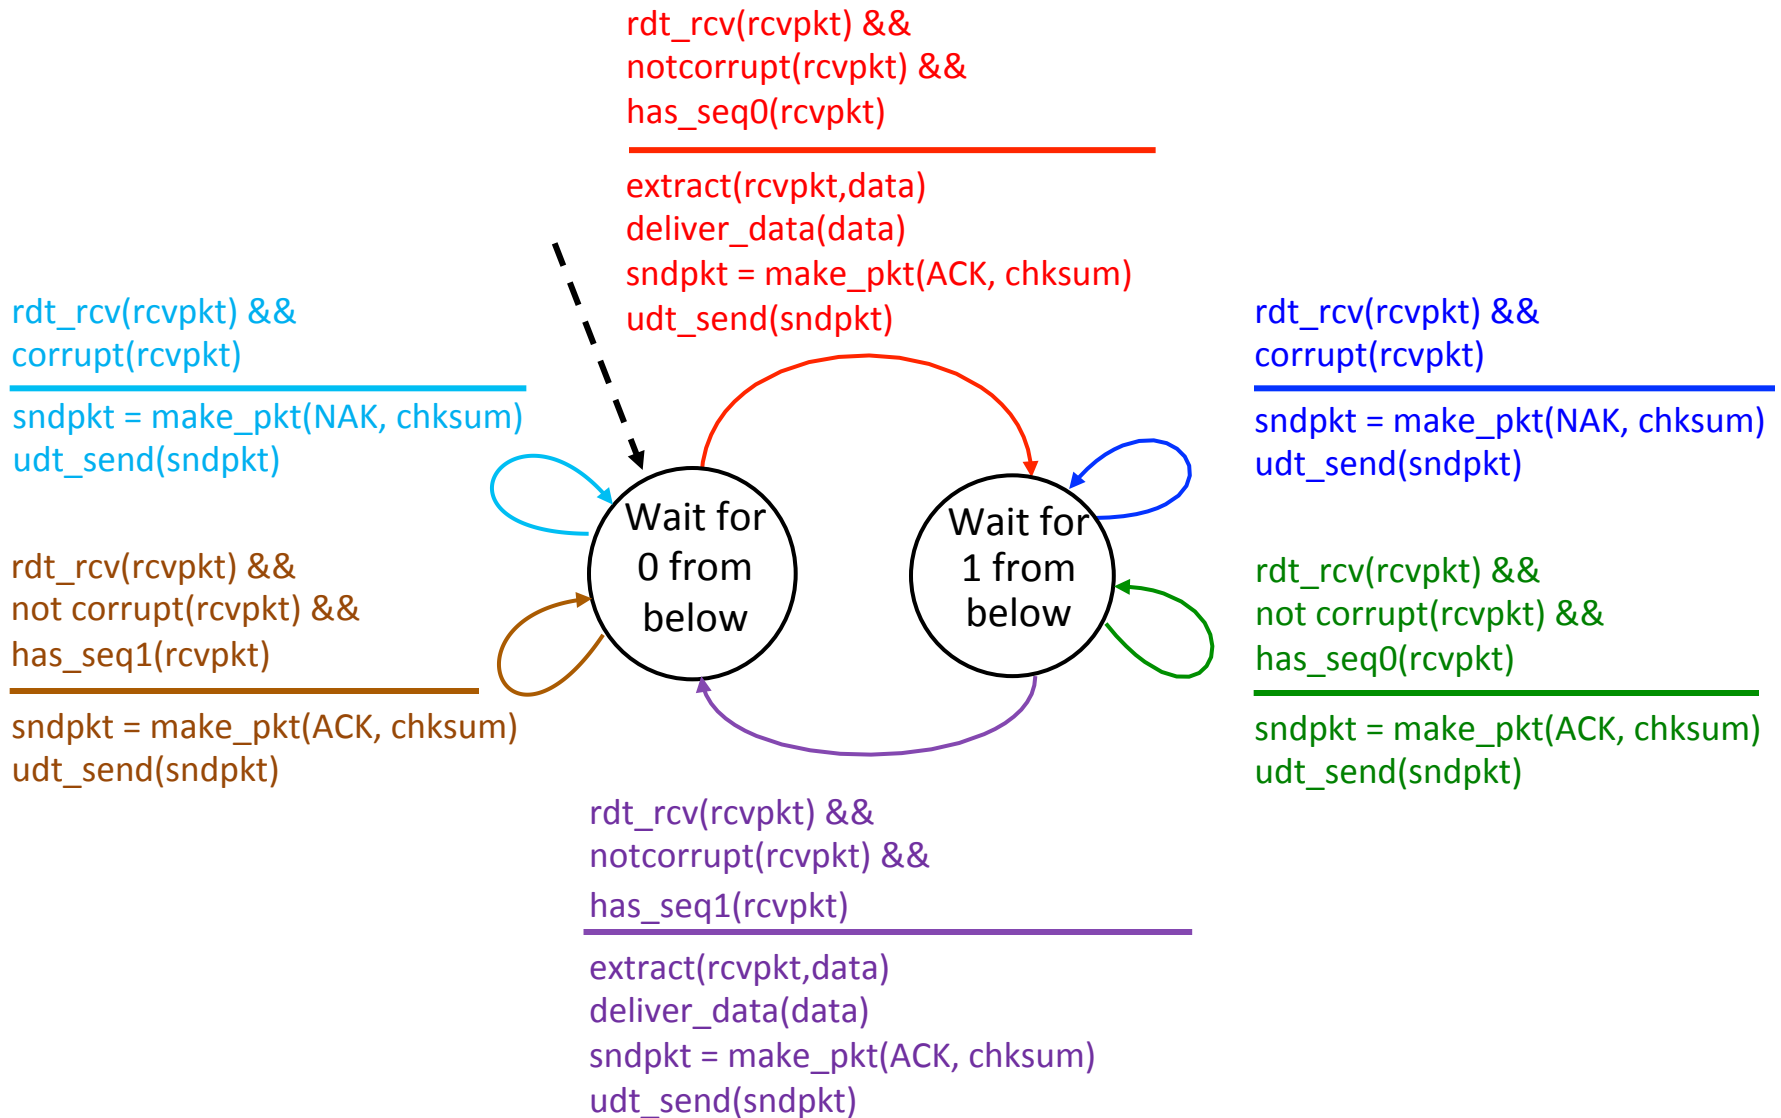 rdt_rcv(rcvpkt) &&
notcorrupt(rcvpkt) &&
has_seq0(rcvpkt)
extract(rcvpkt,data)
deliver_data(data)
sndpkt = make_pkt(ACK, chksum)
udt_send(sndpkt)
rdt_rcv(rcvpkt) &&
corrupt(rcvpkt)
sndpkt = make_pkt(NAK, chksum)
udt_send(sndpkt)
rdt_rcv(rcvpkt) &&
not corrupt(rcvpkt) &&
has_seq1(rcvpkt)
sndpkt = make_pkt(ACK, chksum)
udt_send(sndpkt)
Wait for
0 from
below
Wait for
1 from
below
rdt_rcv(rcvpkt) &&
corrupt(rcvpkt)
sndpkt = make_pkt(NAK, chksum)
udt_send(sndpkt)
rdt_rcv(rcvpkt) &&
not corrupt(rcvpkt) &&
has_seq0(rcvpkt)
sndpkt = make_pkt(ACK, chksum)
udt_send(sndpkt)
rdt_rcv(rcvpkt) &&
notcorrupt(rcvpkt) &&
has_seq1(rcvpkt)
extract(rcvpkt,data)
deliver_data(data)
sndpkt = make_pkt(ACK, chksum)
udt_send(sndpkt)